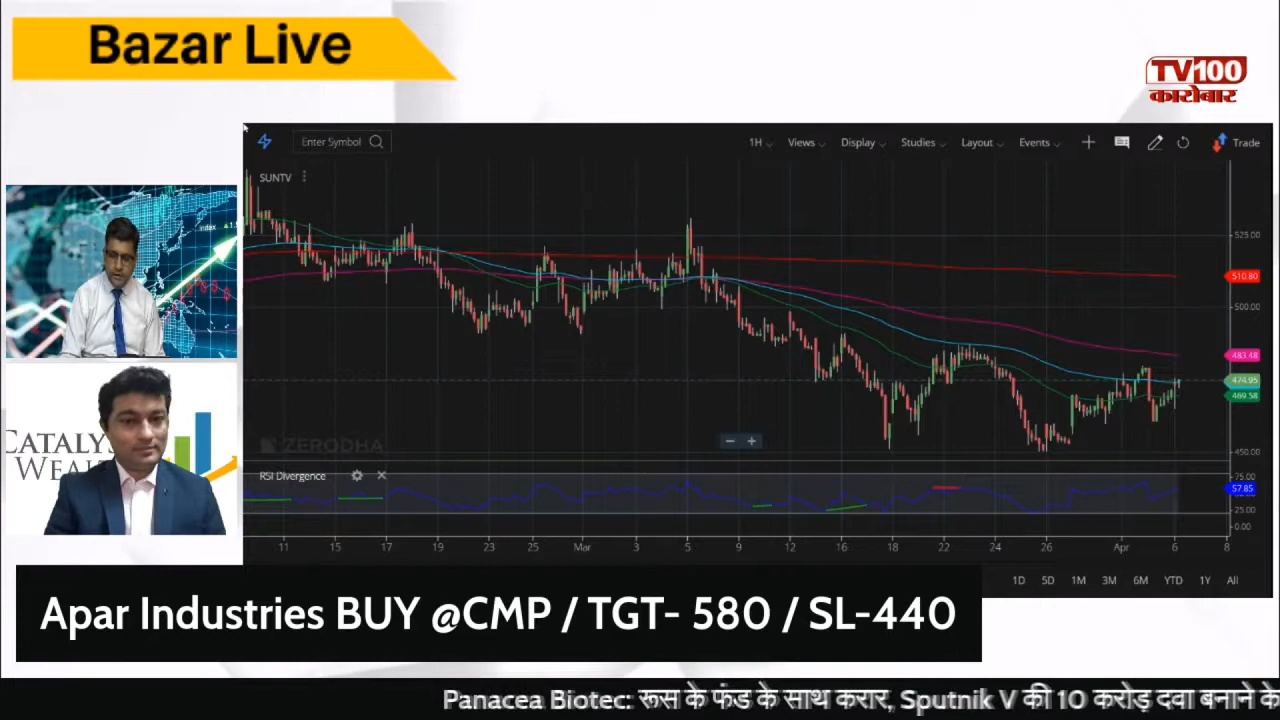 Bazar Live
TV100
कारोबार
Enter Symbol
1H Views Display Studies Layout Events Trade
SUNTV
index
CATALYS
WEALT
525.00
510.80
500.00
483.48
474.95
469.58
450.00
ZERODHA
RSI Divergence
75.00
57.85
25.00
0.00
11 15 17 19 23 25 Mar 3 5 9 12 16 18 22 24 26 Apr 6 8
1D 5D 1M 3M 6M YTD 1Y All
Apar Industries BUY @CMP / TGT- 580 / SL-440
Panacea Biotec: रूस के फंड के साथ करार, Sputnik V की 10 करोड़ दवा बनाने के